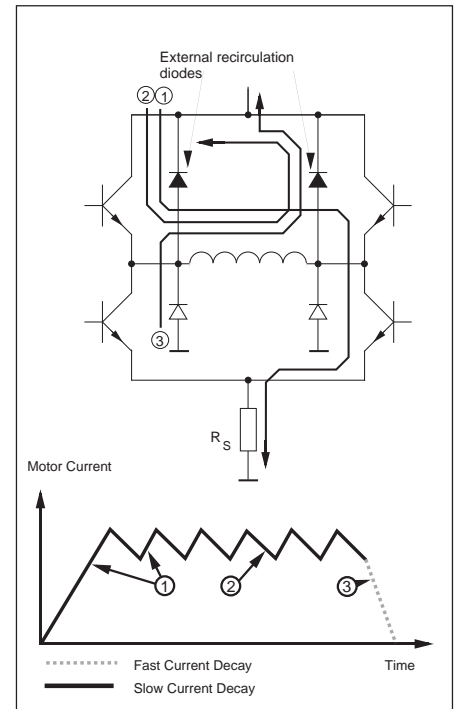 External recirculation
diodes
② ①
③
R S
Motor Current
① ② ③
Fast Current Decay
Time
Slow Current Decay